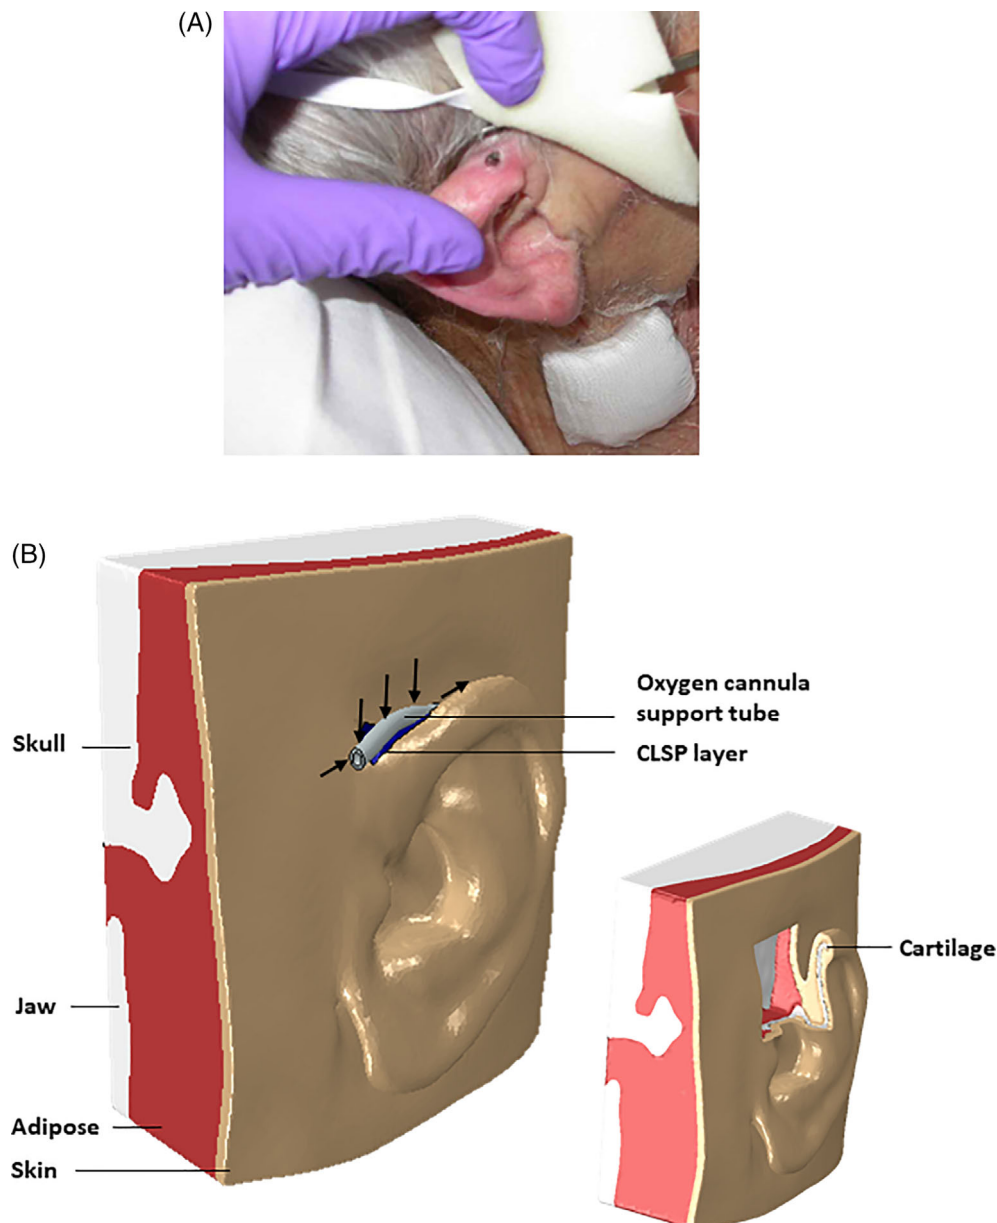 (A)
(B)
Oxygen cannula
support tube
CLSP layer
Skull
Cartilage
Jaw
Adipose
Skin